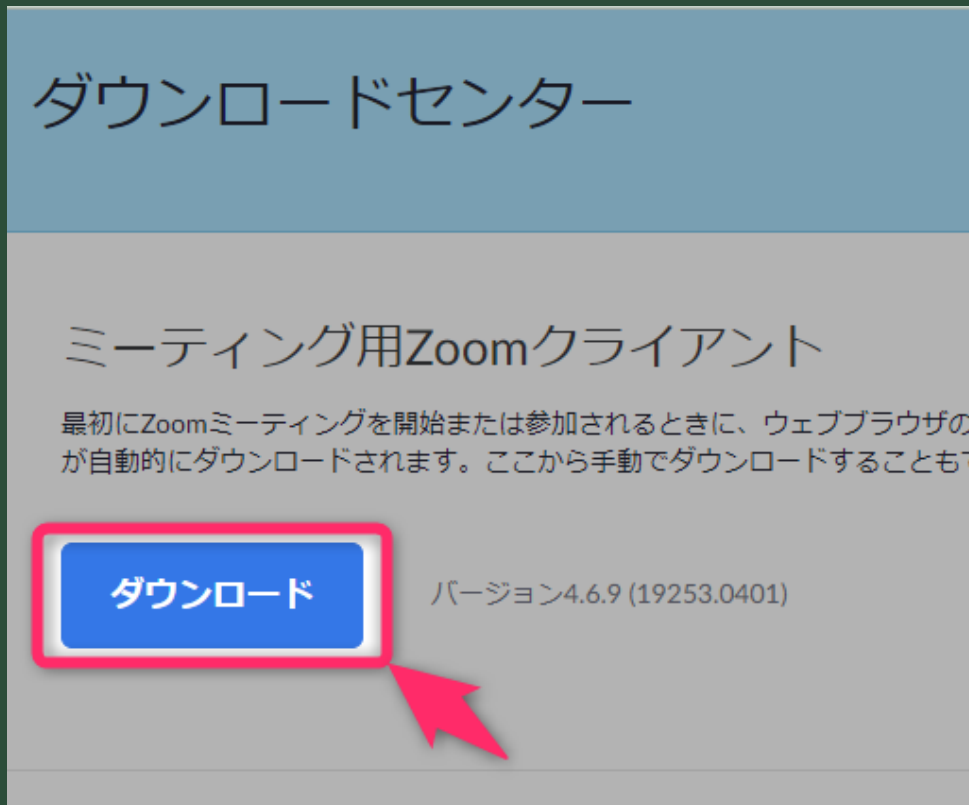 ダウンロードセンター
ミーティング用Zoomクライアント
最初にZoomミーティングを開始または参加されるときに、ウェブブラウザの
が自動的にダウンロードされます。ここから手動でダウンロードすることも
ダウンロード
バージョン4.6.9 (19253.0401)